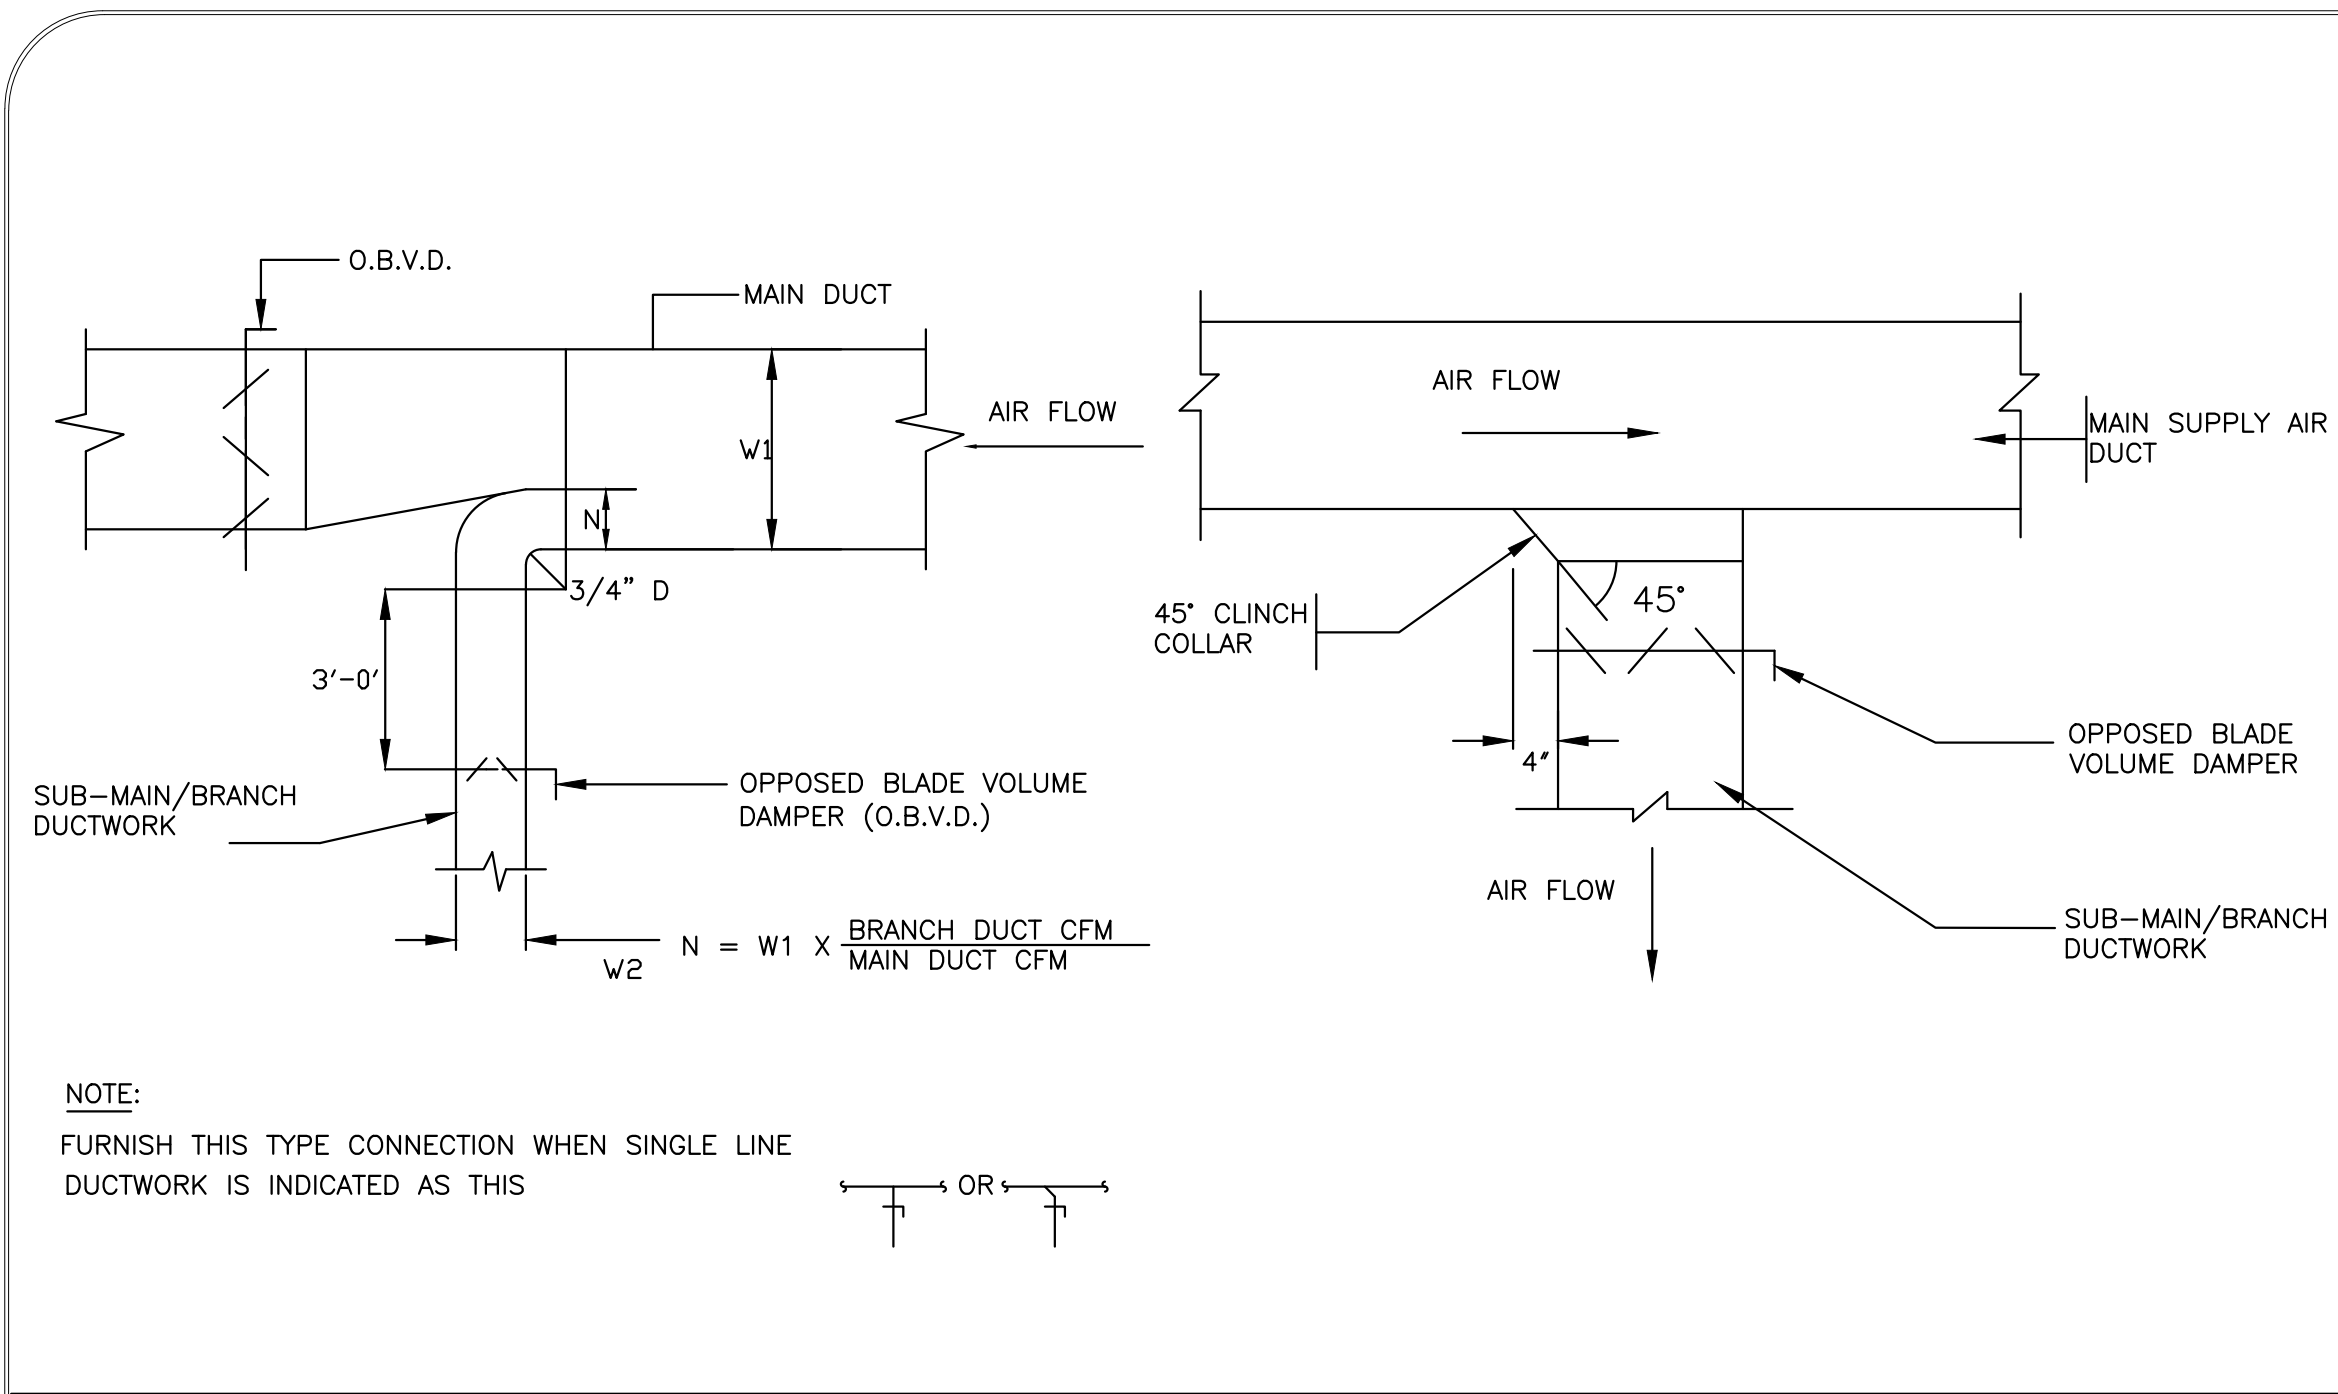 O.B.V.D.
MAIN DUCT
AIR FLOW
W1
N
3/4" D
3'-0'
SUB-MAIN/BRANCH
DUCTWORK
OPPOSED BLADE VOLUME
DAMPER (O.B.V.D.)
W2
N = W1 X BRANCH DUCT CFM
MAIN DUCT CFM
AIR FLOW
MAIN SUPPLY AIR
DUCT
45° CLINCH
COLLAR
45°
4"
OPPOSED BLADE
VOLUME DAMPER
AIR FLOW
SUB-MAIN/BRANCH
DUCTWORK
NOTE:
FURNISH THIS TYPE CONNECTION WHEN SINGLE LINE
DUCTWORK IS INDICATED AS THIS OR